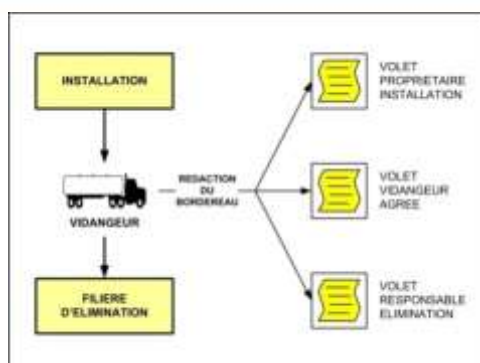 INSTALLATION
VIDANGEUR
FILIERE
D'ELIMINATION
REDACTION
DU
BORDEREAU
VOLET
PROPRIETAIRE
INSTALLATION
VOLET
VIDANGEUR
AGREE
VOLET
RESPONSABLE
ELIMINATION